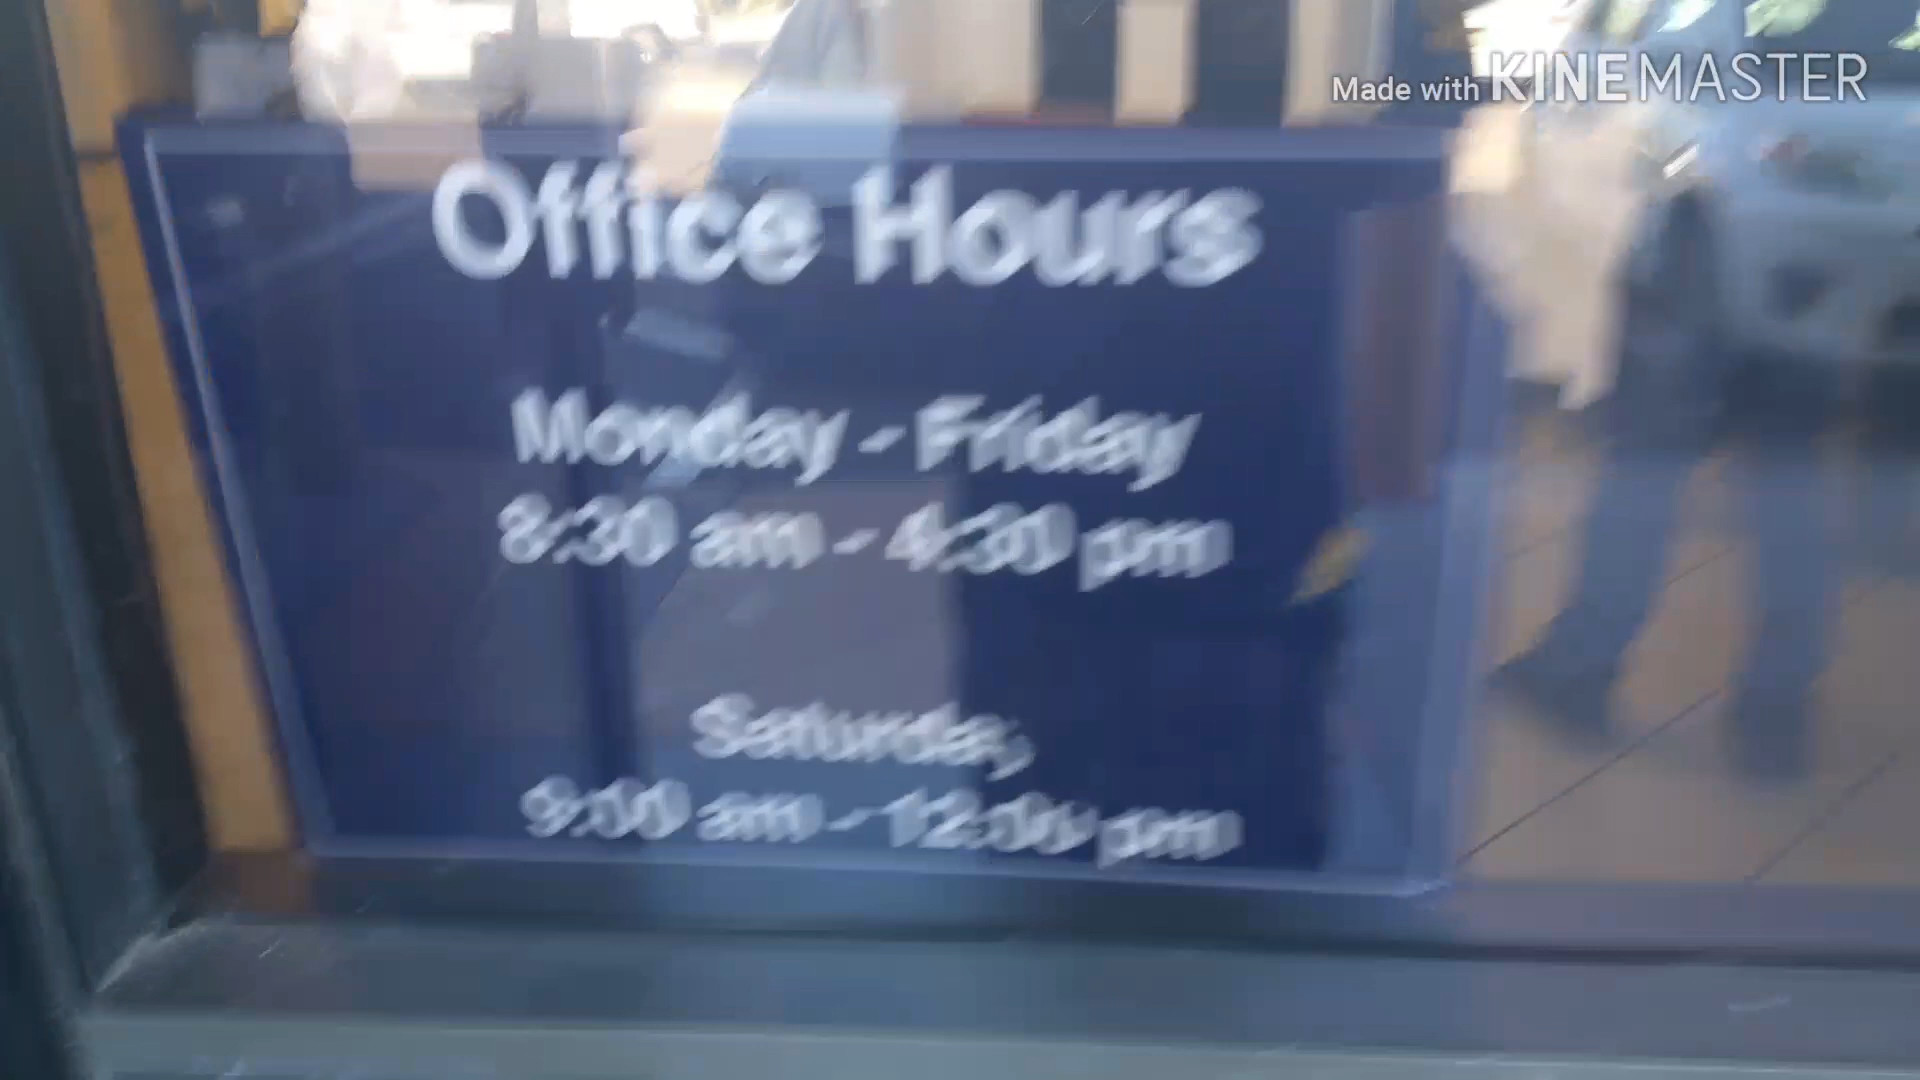 Made with KINEMASTER
Office Hours
Monday - Friday
8:30 am - 4:30 pm
Saturday
9:00 am - 12:00 pm